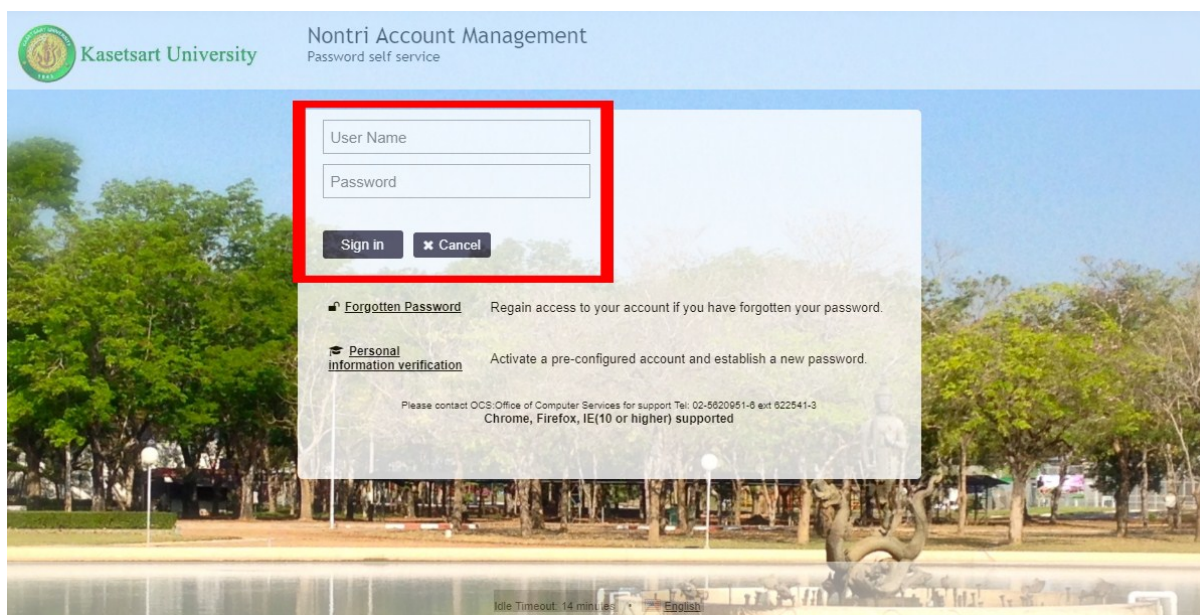 Kasetsart University
Nontri Account Management
Password self service
User Name
Password
Sign in
✖ Cancel
Forgotten Password
Regain access to your account if you have forgotten your password.
Personal
information verification
Activate a pre-configured account and establish a new password.
Please contact OCS:Office of Computer Services for support Tel: 02-5620951-6 ext 622541-3
Chrome, Firefox, IE(10 or higher) supported
Idle Timeout: 14 minutes • English